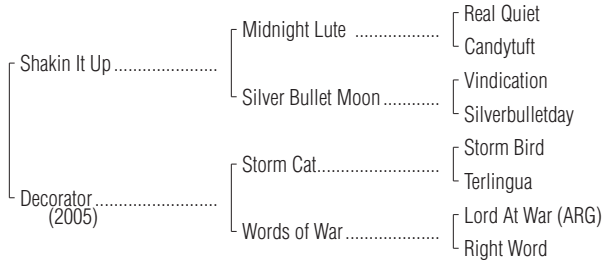 Real Quiet
Midnight Lute ..................
Candytuft
Shakin It Up ......................
Vindication
Silver Bullet Moon ............
Silverbulletday
Storm Bird
Storm Cat ..........................
Terlingua
Decorator ..........................
(2005)
Lord At War (ARG)
Words of War ....................
Right Word